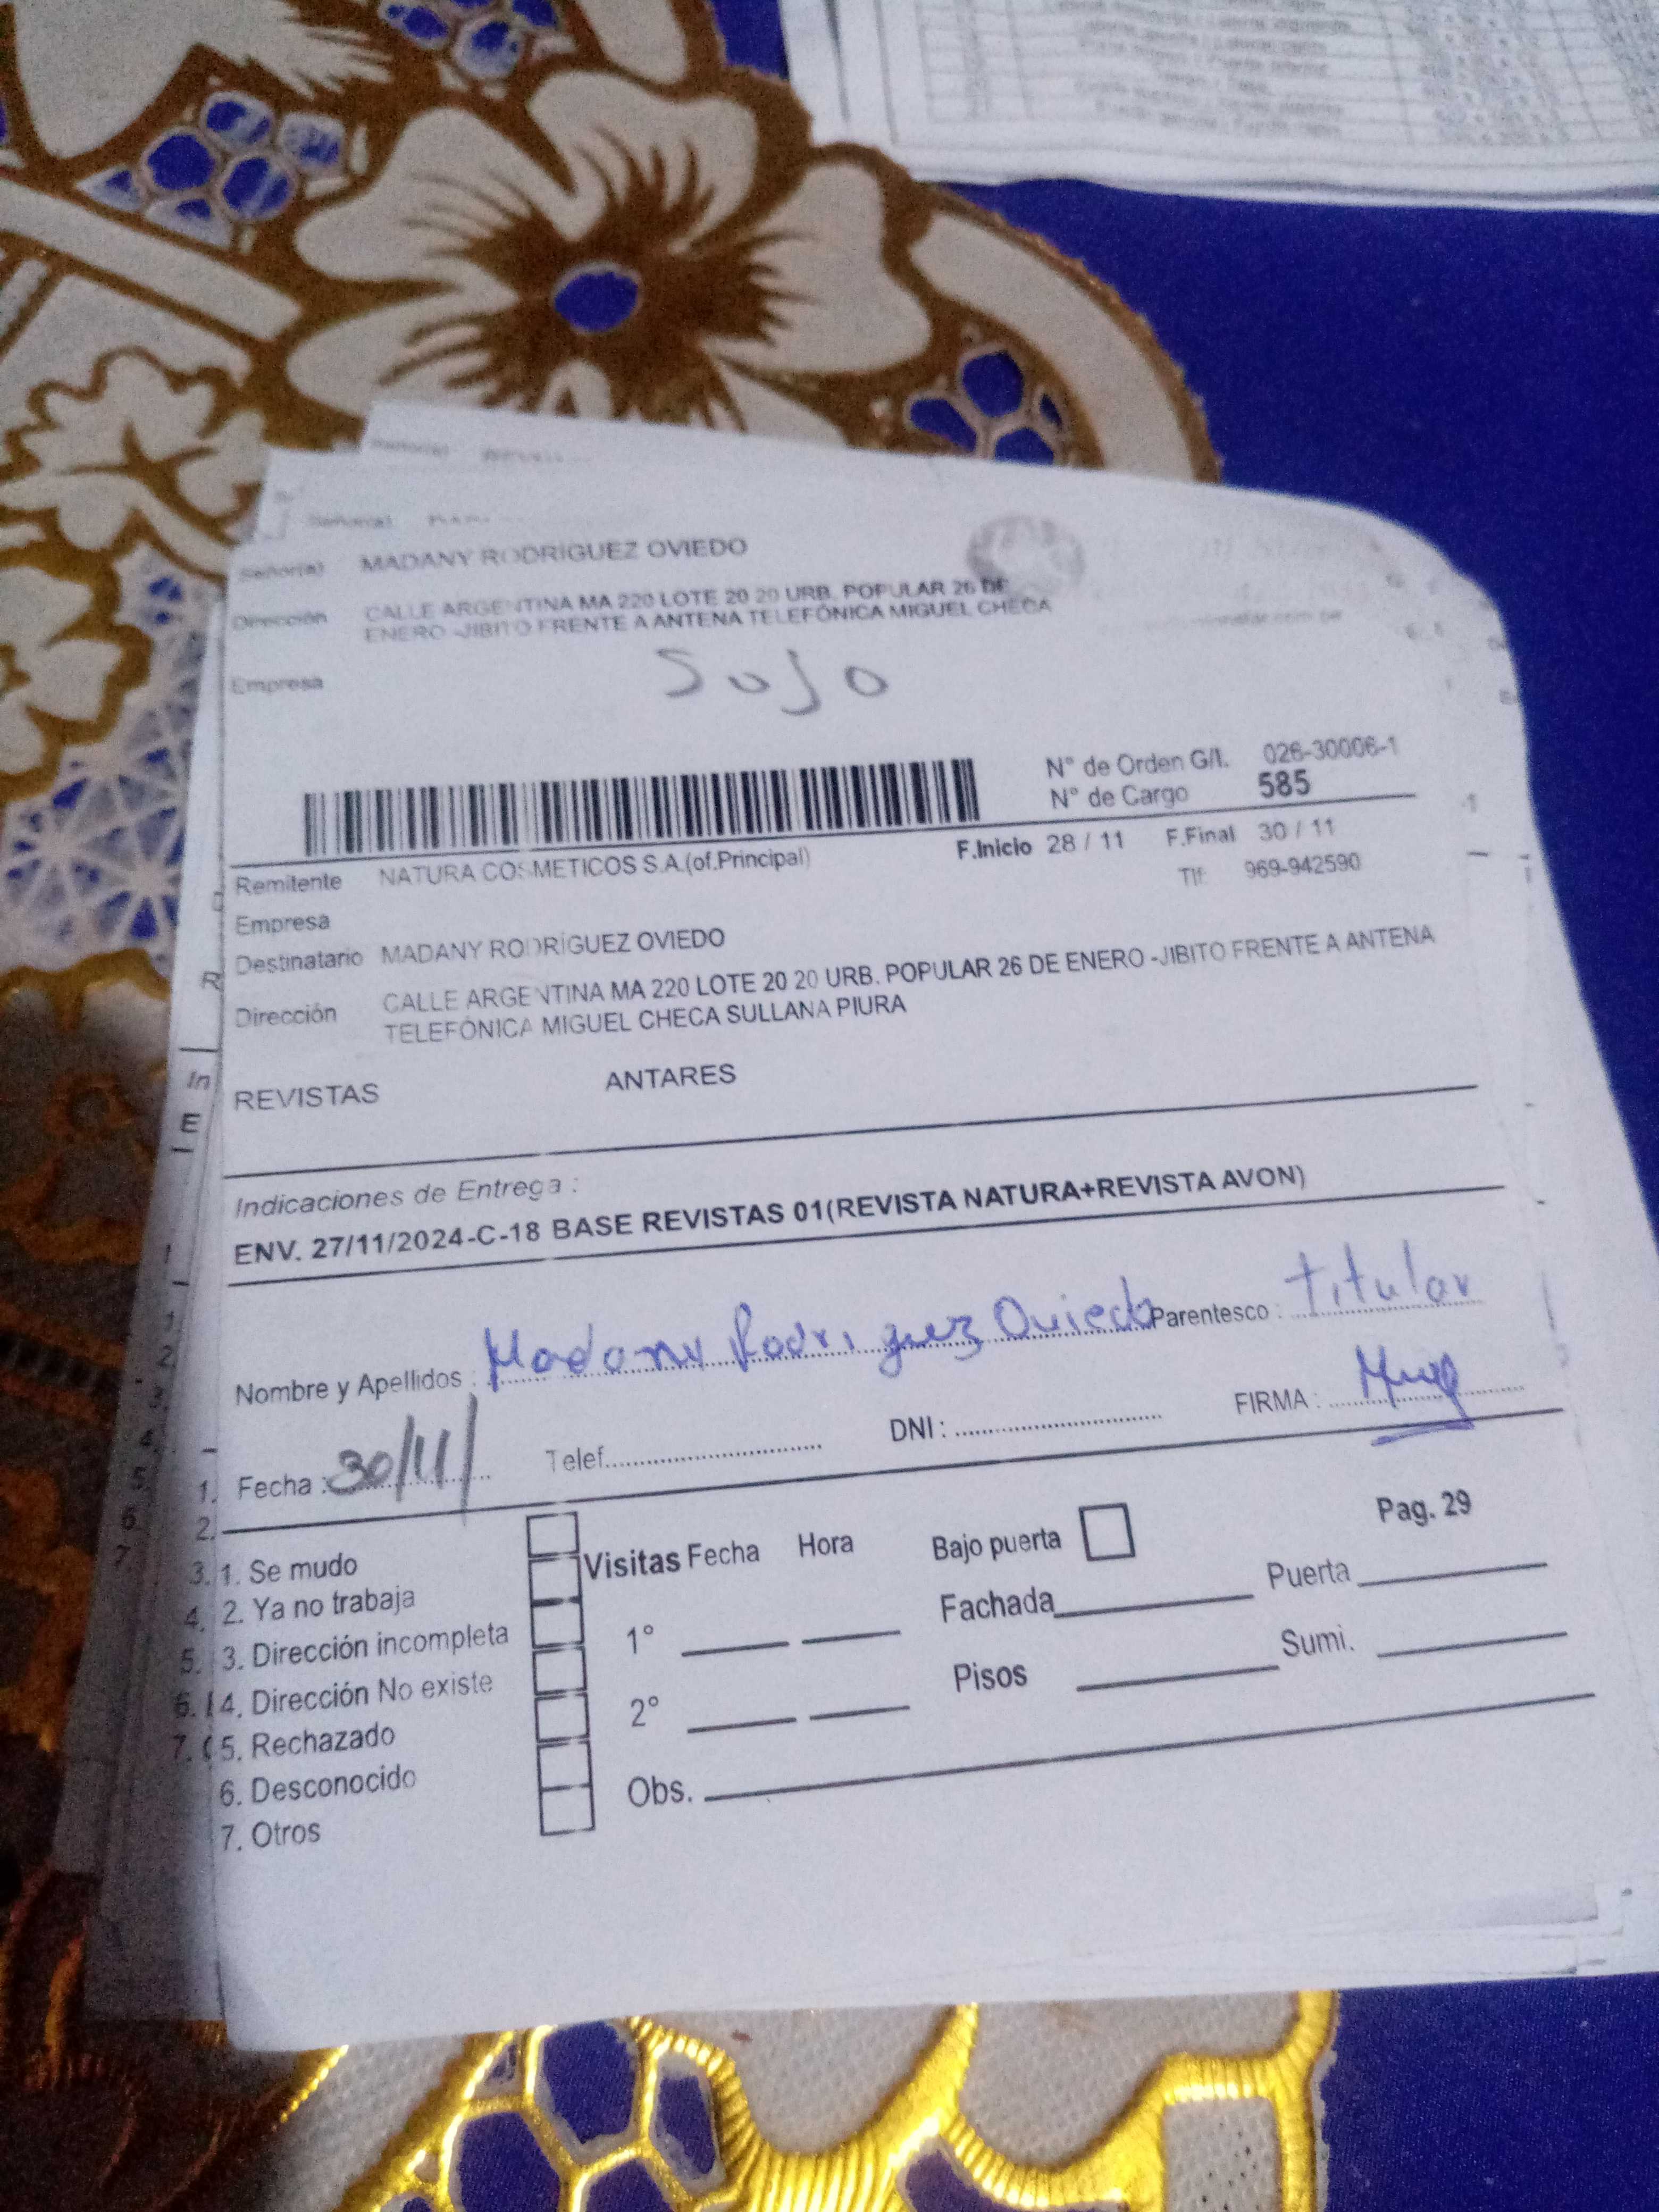 Señor(a) MADANY RODRÍGUEZ OVIEDO
Dirección CALLE ARGENTINA MA 220 LOTE 20 20 URB. POPULAR 26 DE
ENERO -JIBITO FRENTE A ANTENA TELEFÓNICA MIGUEL CHECA
Empresa
Sojo
N° de Orden G/I. 026-30006-1
N° de Cargo 585
F.Inicio 28 / 11 F.Final 30 / 11
Remitente NATURA COSMETICOS S.A.(of.Principal)
Tlf: 969-942590
Empresa
Destinatario MADANY RODRÍGUEZ OVIEDO
Dirección CALLE ARGENTINA MA 220 LOTE 20 20 URB. POPULAR 26 DE ENERO -JIBITO FRENTE A ANTENA
TELEFÓNICA MIGUEL CHECA SULLANA PIURA
REVISTAS ANTARES
Indicaciones de Entrega :
ENV. 27/11/2024-C-18 BASE REVISTAS 01(REVISTA NATURA+REVISTA AVON)
Nombre y Apellidos : Madany Rodriguez Oviedo Parentesco : titular
Fecha : 30/11/ Telef. DNI : FIRMA :
Pag. 29
1. Se mudo
2. Ya no trabaja
3. Dirección incompleta
4. Dirección No existe
5. Rechazado
6. Desconocido
7. Otros
Visitas Fecha Hora
1°
2°
Obs.
Bajo puerta
Fachada Puerta
Pisos Sumi.